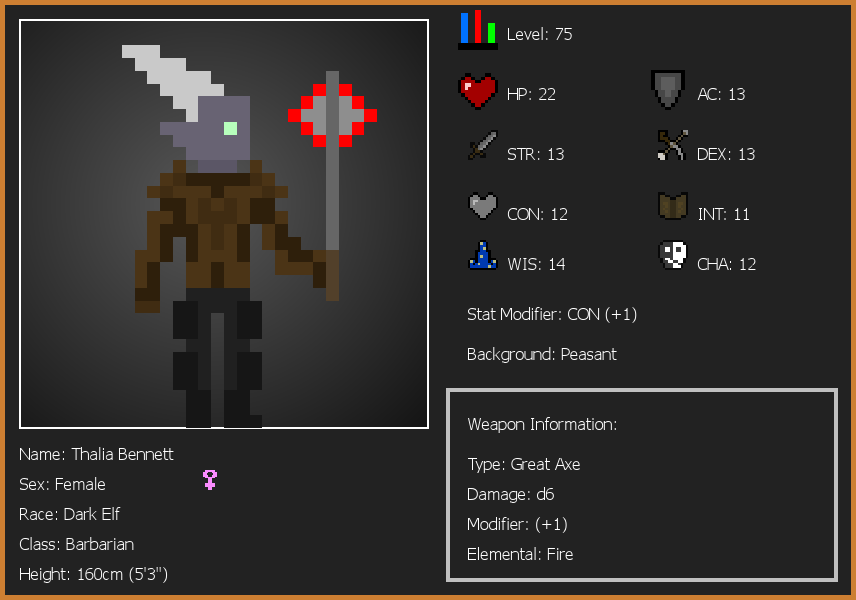 Level: 75
HP: 22
AC: 13
STR: 13
DEX: 13
CON: 12
INT: 11
WIS: 14
CHA: 12
Stat Modifier: CON (+1)
Background: Peasant
Weapon Information:
Type: Great Axe
Damage: d6
Modifier: (+1)
Elemental: Fire
Name: Thalia Bennett
Sex: Female
Race: Dark Elf
Class: Barbarian
Height: 160cm (5'3")